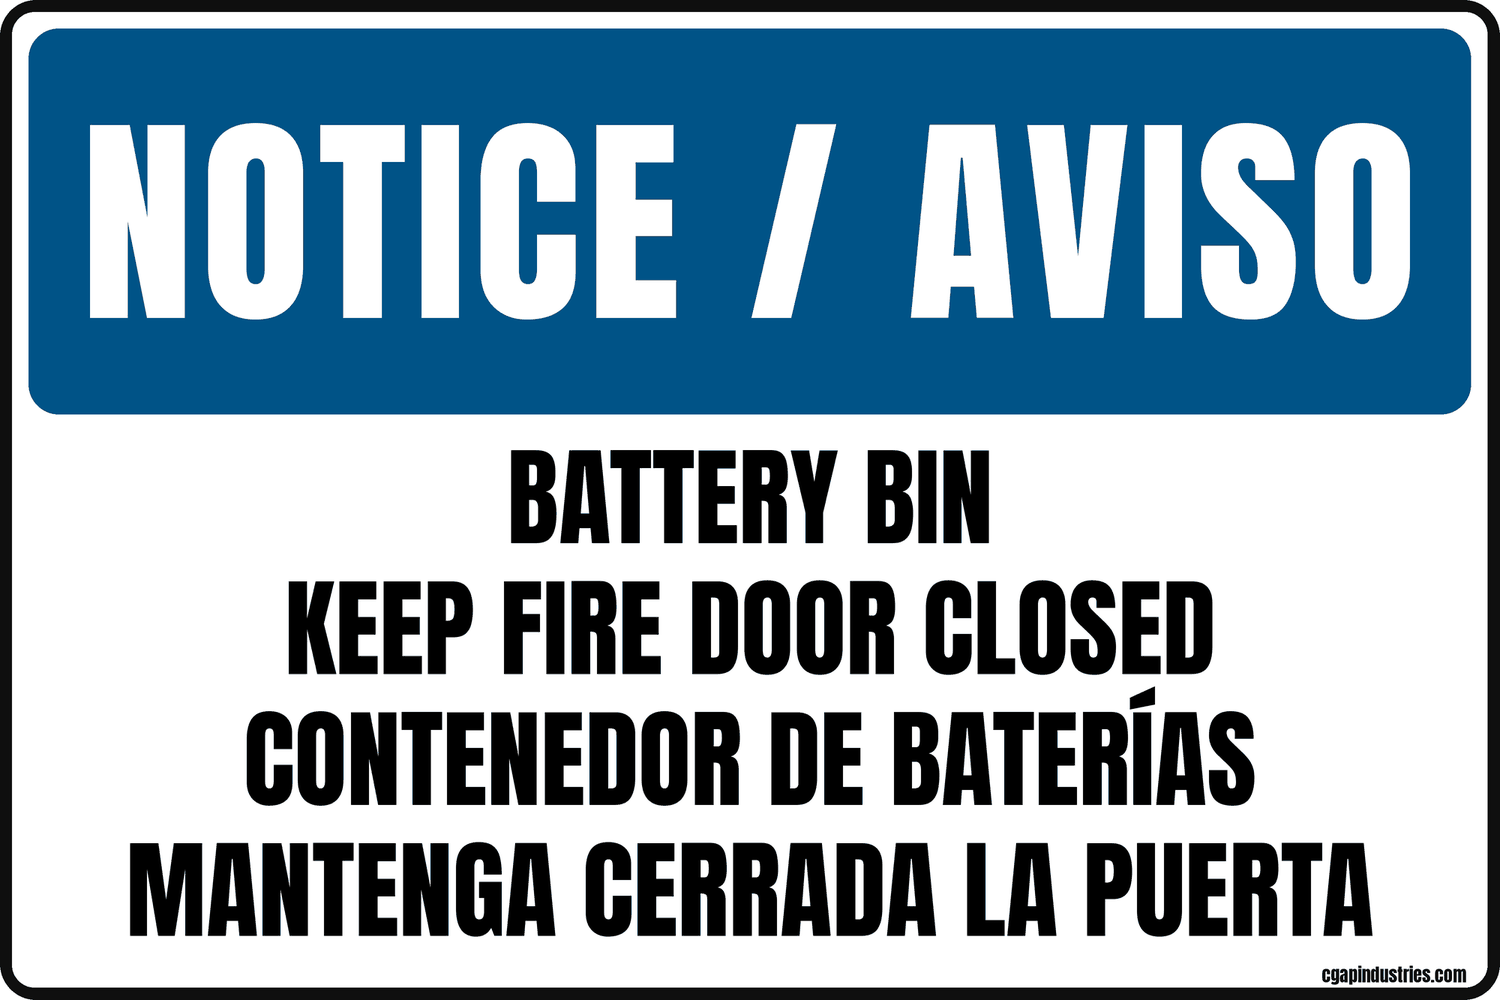 NOTICE / AVISO
BATTERY BIN
KEEP FIRE DOOR CLOSED
CONTENEDOR DE BATERÍAS
MANTENGA CERRADA LA PUERTA
cgapindustries.com